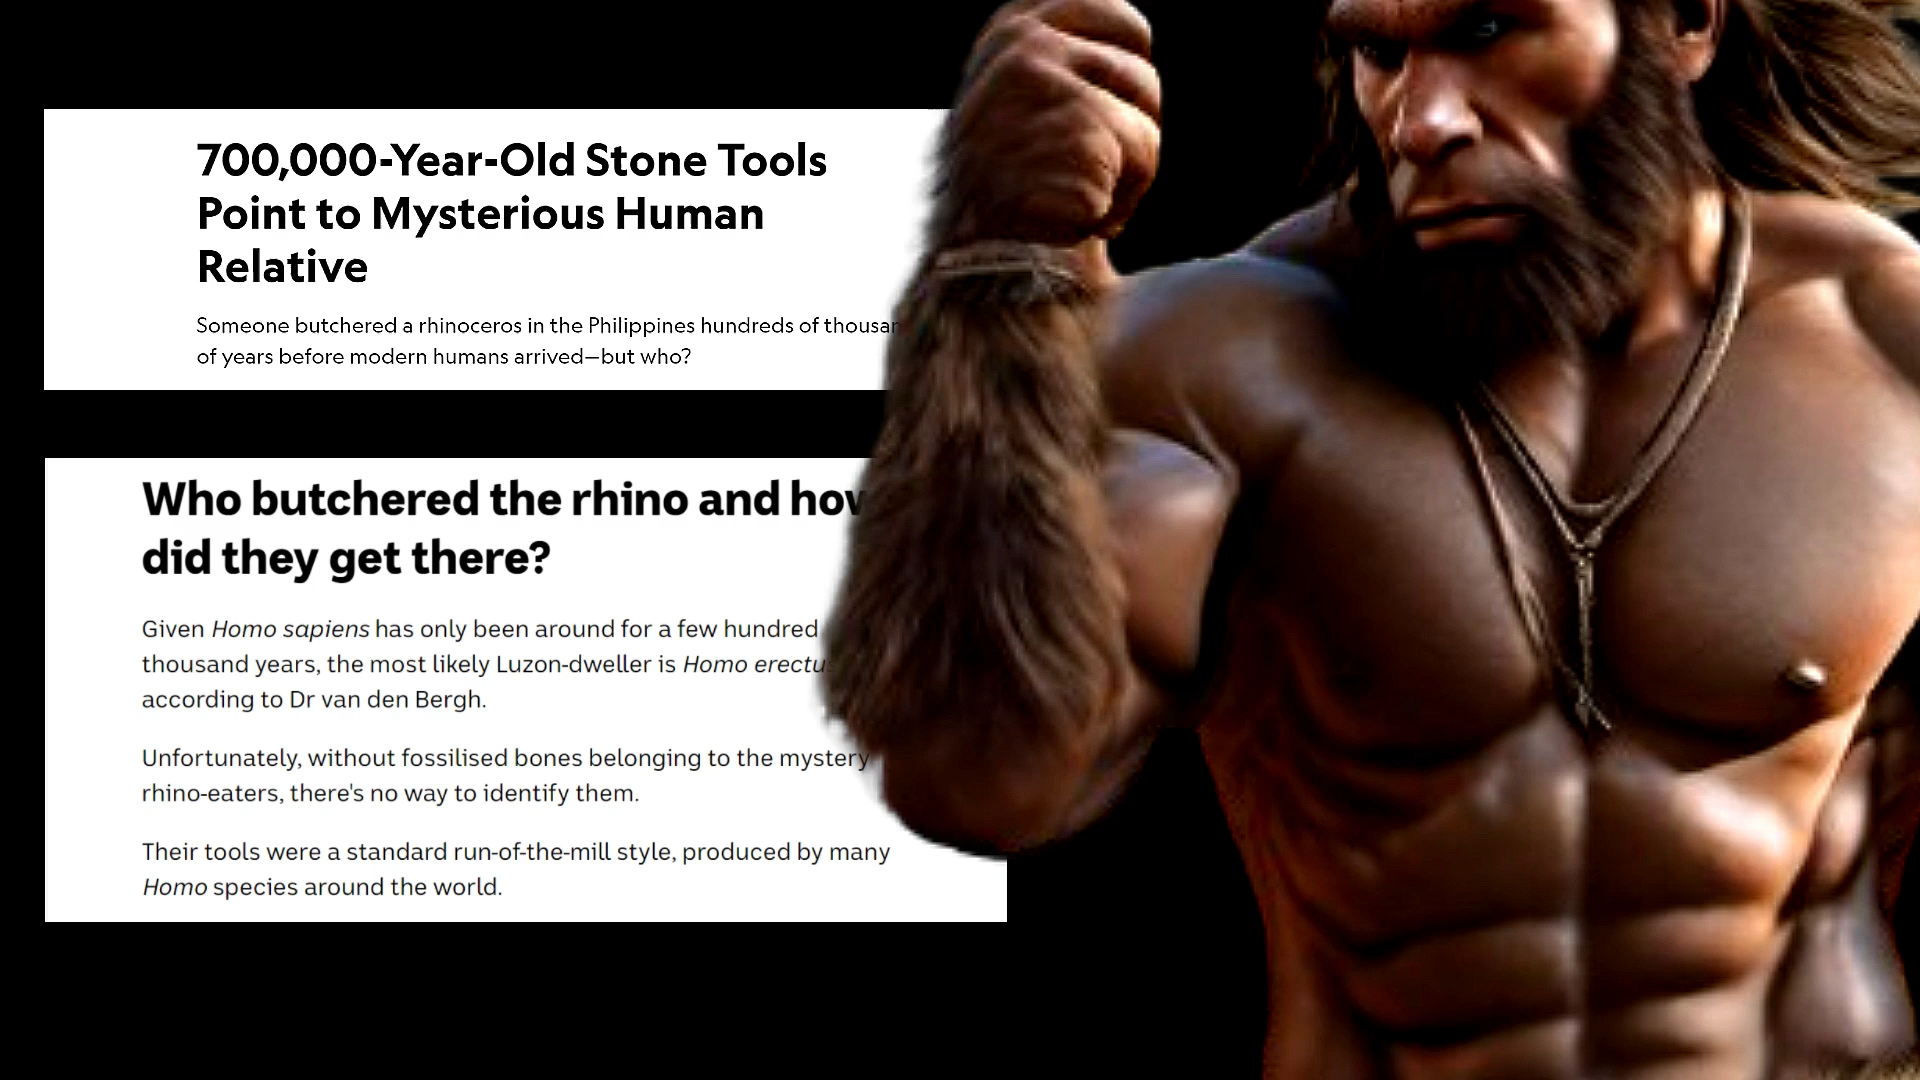 700,000-Year-Old Stone Tools
Point to Mysterious Human
Relative
Someone butchered a rhinoceros in the Philippines hundreds of
of years before modern humans arrived—but who?
Who butchered the rhino and
did they get there?
Given Homo sapiens has only been around for a few hundred
thousand years, the most likely Luzon-dweller is Homo
according to Dr van den Bergh.
Unfortunately, without fossilised bones belonging to the mystery
rhino-eaters, there's no way to identify them.
Their tools were a standard run-of-the-mill style, produced by many
Homo species around the world.